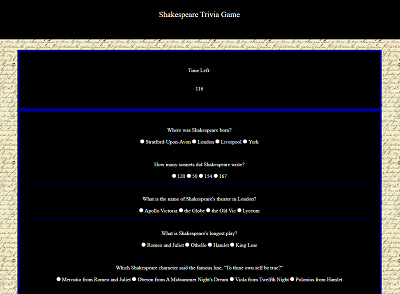 Shakespeare Trivia Game
Time Left
116
Where was Shakespeare born?
Stratford-Upon-Avon London Liverpool York
How many sonnets did Shakespeare write?
120 50 154 167
What is the name of Shakespeare's theater in London?
Apollo Victoria the Globe the Old Vic Lyceum
What is Shakespeare's longest play?
Romeo and Juliet Othello Hamlet King Lear
Which Shakespeare character said the famous line, "To thine own self be true?"
Mercutio from Romeo and Juliet Oberon from A Midsummer Night's Dream Viola from Twelfth Night Polonius from Hamlet